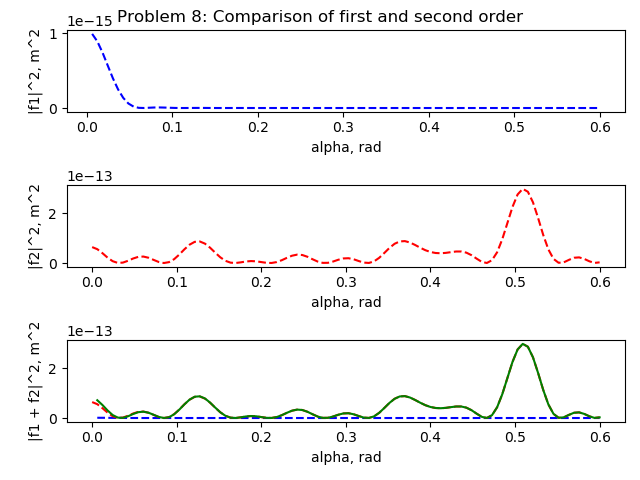 Problem 8: Comparison of first and second order
1e−15
|f1|^2, m^2
1
0
0.0 0.1 0.2 0.3 0.4 0.5 0.6
alpha, rad
1e−13
|f2|^2, m^2
2
0
0.0 0.1 0.2 0.3 0.4 0.5 0.6
alpha, rad
1e−13
|f1 + f2|^2, m^2
2
0
0.0 0.1 0.2 0.3 0.4 0.5 0.6
alpha, rad